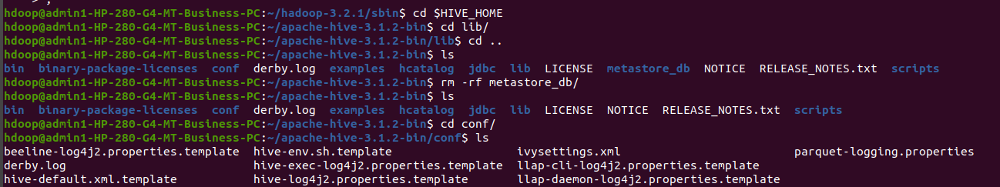 hdoop@admin1-HP-280-G4-MT-Business-PC:~/hadoop-3.2.1/sbin$ cd $HIVE_HOME
hdoop@admin1-HP-280-G4-MT-Business-PC:~/apache-hive-3.1.2-bin$ cd lib/
hdoop@admin1-HP-280-G4-MT-Business-PC:~/apache-hive-3.1.2-bin/lib$ cd ..
hdoop@admin1-HP-280-G4-MT-Business-PC:~/apache-hive-3.1.2-bin$ ls
bin  binary-package-licenses  conf  derby.log  examples  hcatalog  jdbc  lib  LICENSE  metastore_db  NOTICE  RELEASE_NOTES.txt  scripts
hdoop@admin1-HP-280-G4-MT-Business-PC:~/apache-hive-3.1.2-bin$ rm -rf metastore_db/
hdoop@admin1-HP-280-G4-MT-Business-PC:~/apache-hive-3.1.2-bin$ ls
bin  binary-package-licenses  conf  derby.log  examples  hcatalog  jdbc  lib  LICENSE  NOTICE  RELEASE_NOTES.txt  scripts
hdoop@admin1-HP-280-G4-MT-Business-PC:~/apache-hive-3.1.2-bin$ cd conf/
hdoop@admin1-HP-280-G4-MT-Business-PC:~/apache-hive-3.1.2-bin/conf$ ls
beeline-log4j2.properties.template  hive-env.sh.template  ivysettings.xml  parquet-logging.properties
derby.log  hive-exec-log4j2.properties.template  llap-cli-log4j2.properties.template
hive-default.xml.template  hive-log4j2.properties.template  llap-daemon-log4j2.properties.template